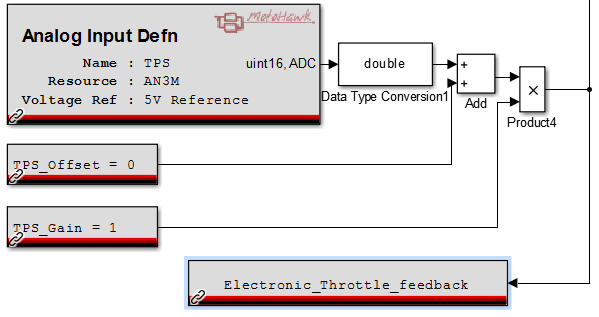 MotoHawk
Analog Input Defn
Name : TPS
Resource : AN3M
Voltage Ref : 5V Reference
uint16, ADC
double
Data Type Conversion1
+
+
Add
×
Product4
TPS_Offset = 0
TPS_Gain = 1
Electronic_Throttle_feedback